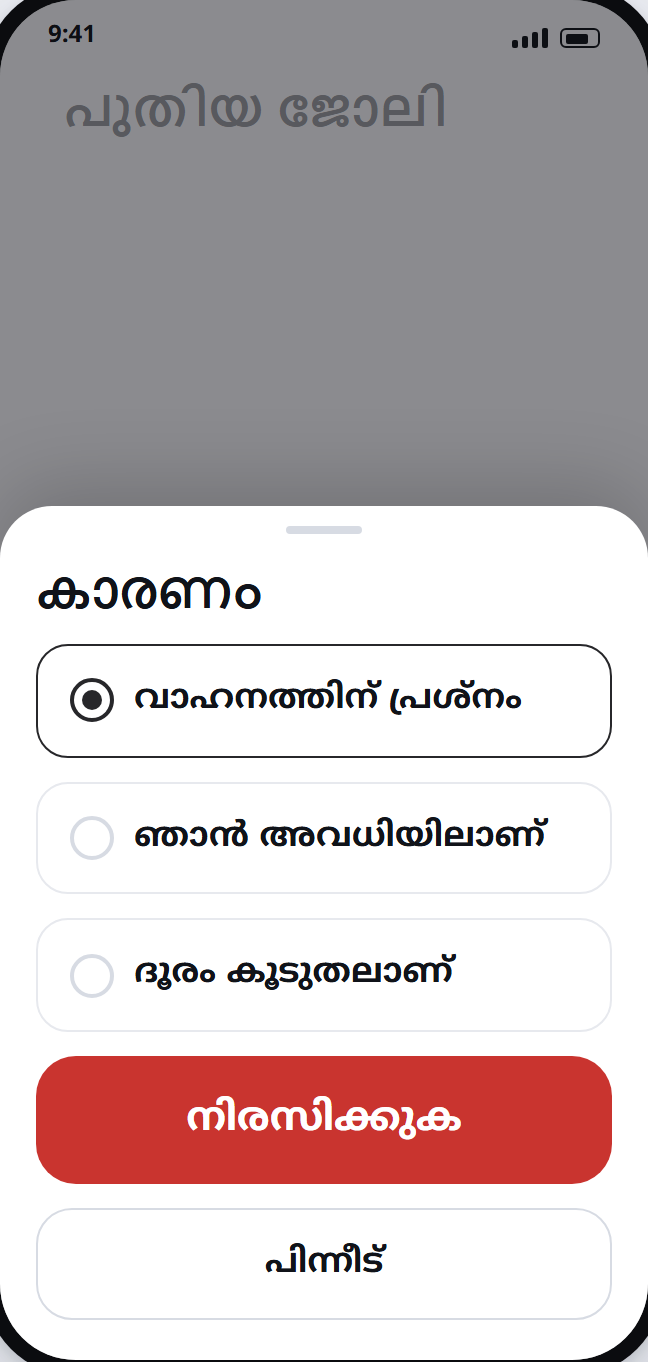 9:41
പുതിയ ജോലി
കാരണം
വാഹനത്തിന് പ്രശ്നം
ഞാൻ അവധിയിലാണ്
ദൂരം കൂടുതലാണ്
നിരസിക്കുക
പിന്നീട്